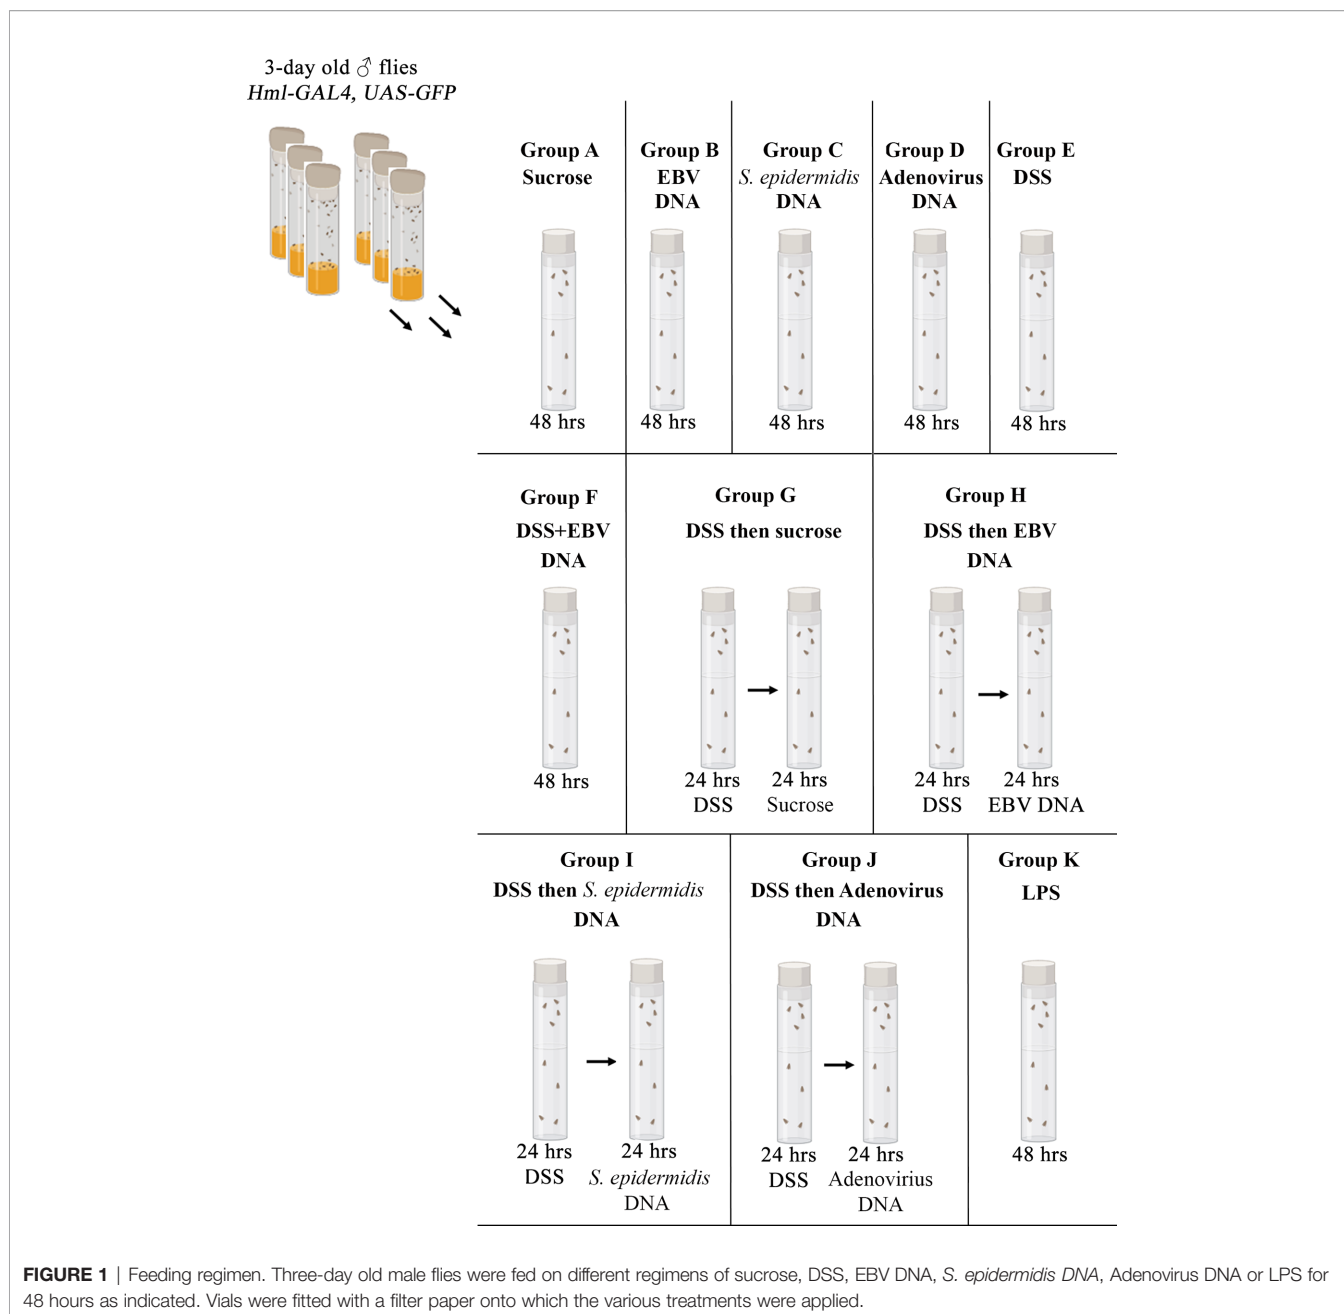 3-day old ♂ flies
Hml-GAL4, UAS-GFP
Group A
Sucrose
48 hrs
Group B
EBV
DNA
48 hrs
Group C
S. epidermidis
DNA
48 hrs
Group D
Adenovirus
DNA
48 hrs
Group E
DSS
48 hrs
Group F
DSS+EBV
DNA
48 hrs
Group G
DSS then sucrose
24 hrs
DSS
24 hrs
Sucrose
Group H
DSS then EBV
DNA
24 hrs
DSS
24 hrs
EBV DNA
Group I
DSS then S. epidermidis
DNA
24 hrs
DSS
24 hrs
S. epidermidis
DNA
Group J
DSS then Adenovirus
DNA
24 hrs
DSS
24 hrs
Adenovirius
DNA
Group K
LPS
48 hrs
FIGURE 1 | Feeding regimen. Three-day old male flies were fed on different regimens of sucrose, DSS, EBV DNA, S. epidermidis DNA, Adenovirus DNA or LPS for
48 hours as indicated. Vials were fitted with a filter paper onto which the various treatments were applied.